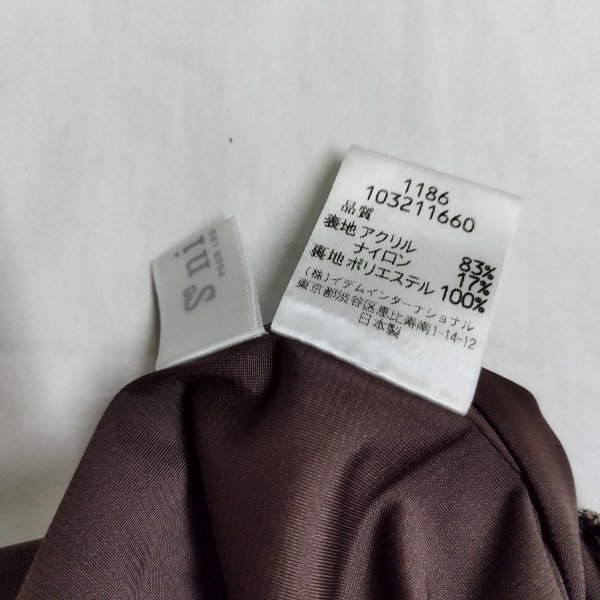 1186
103211660
品質
表地 アクリル 83%
ナイロン 17%
裏地 ポリエステル 100%
(株)イデムインターナショナル
東京都渋谷区恵比寿南1-14-12
日本製
POUR LES